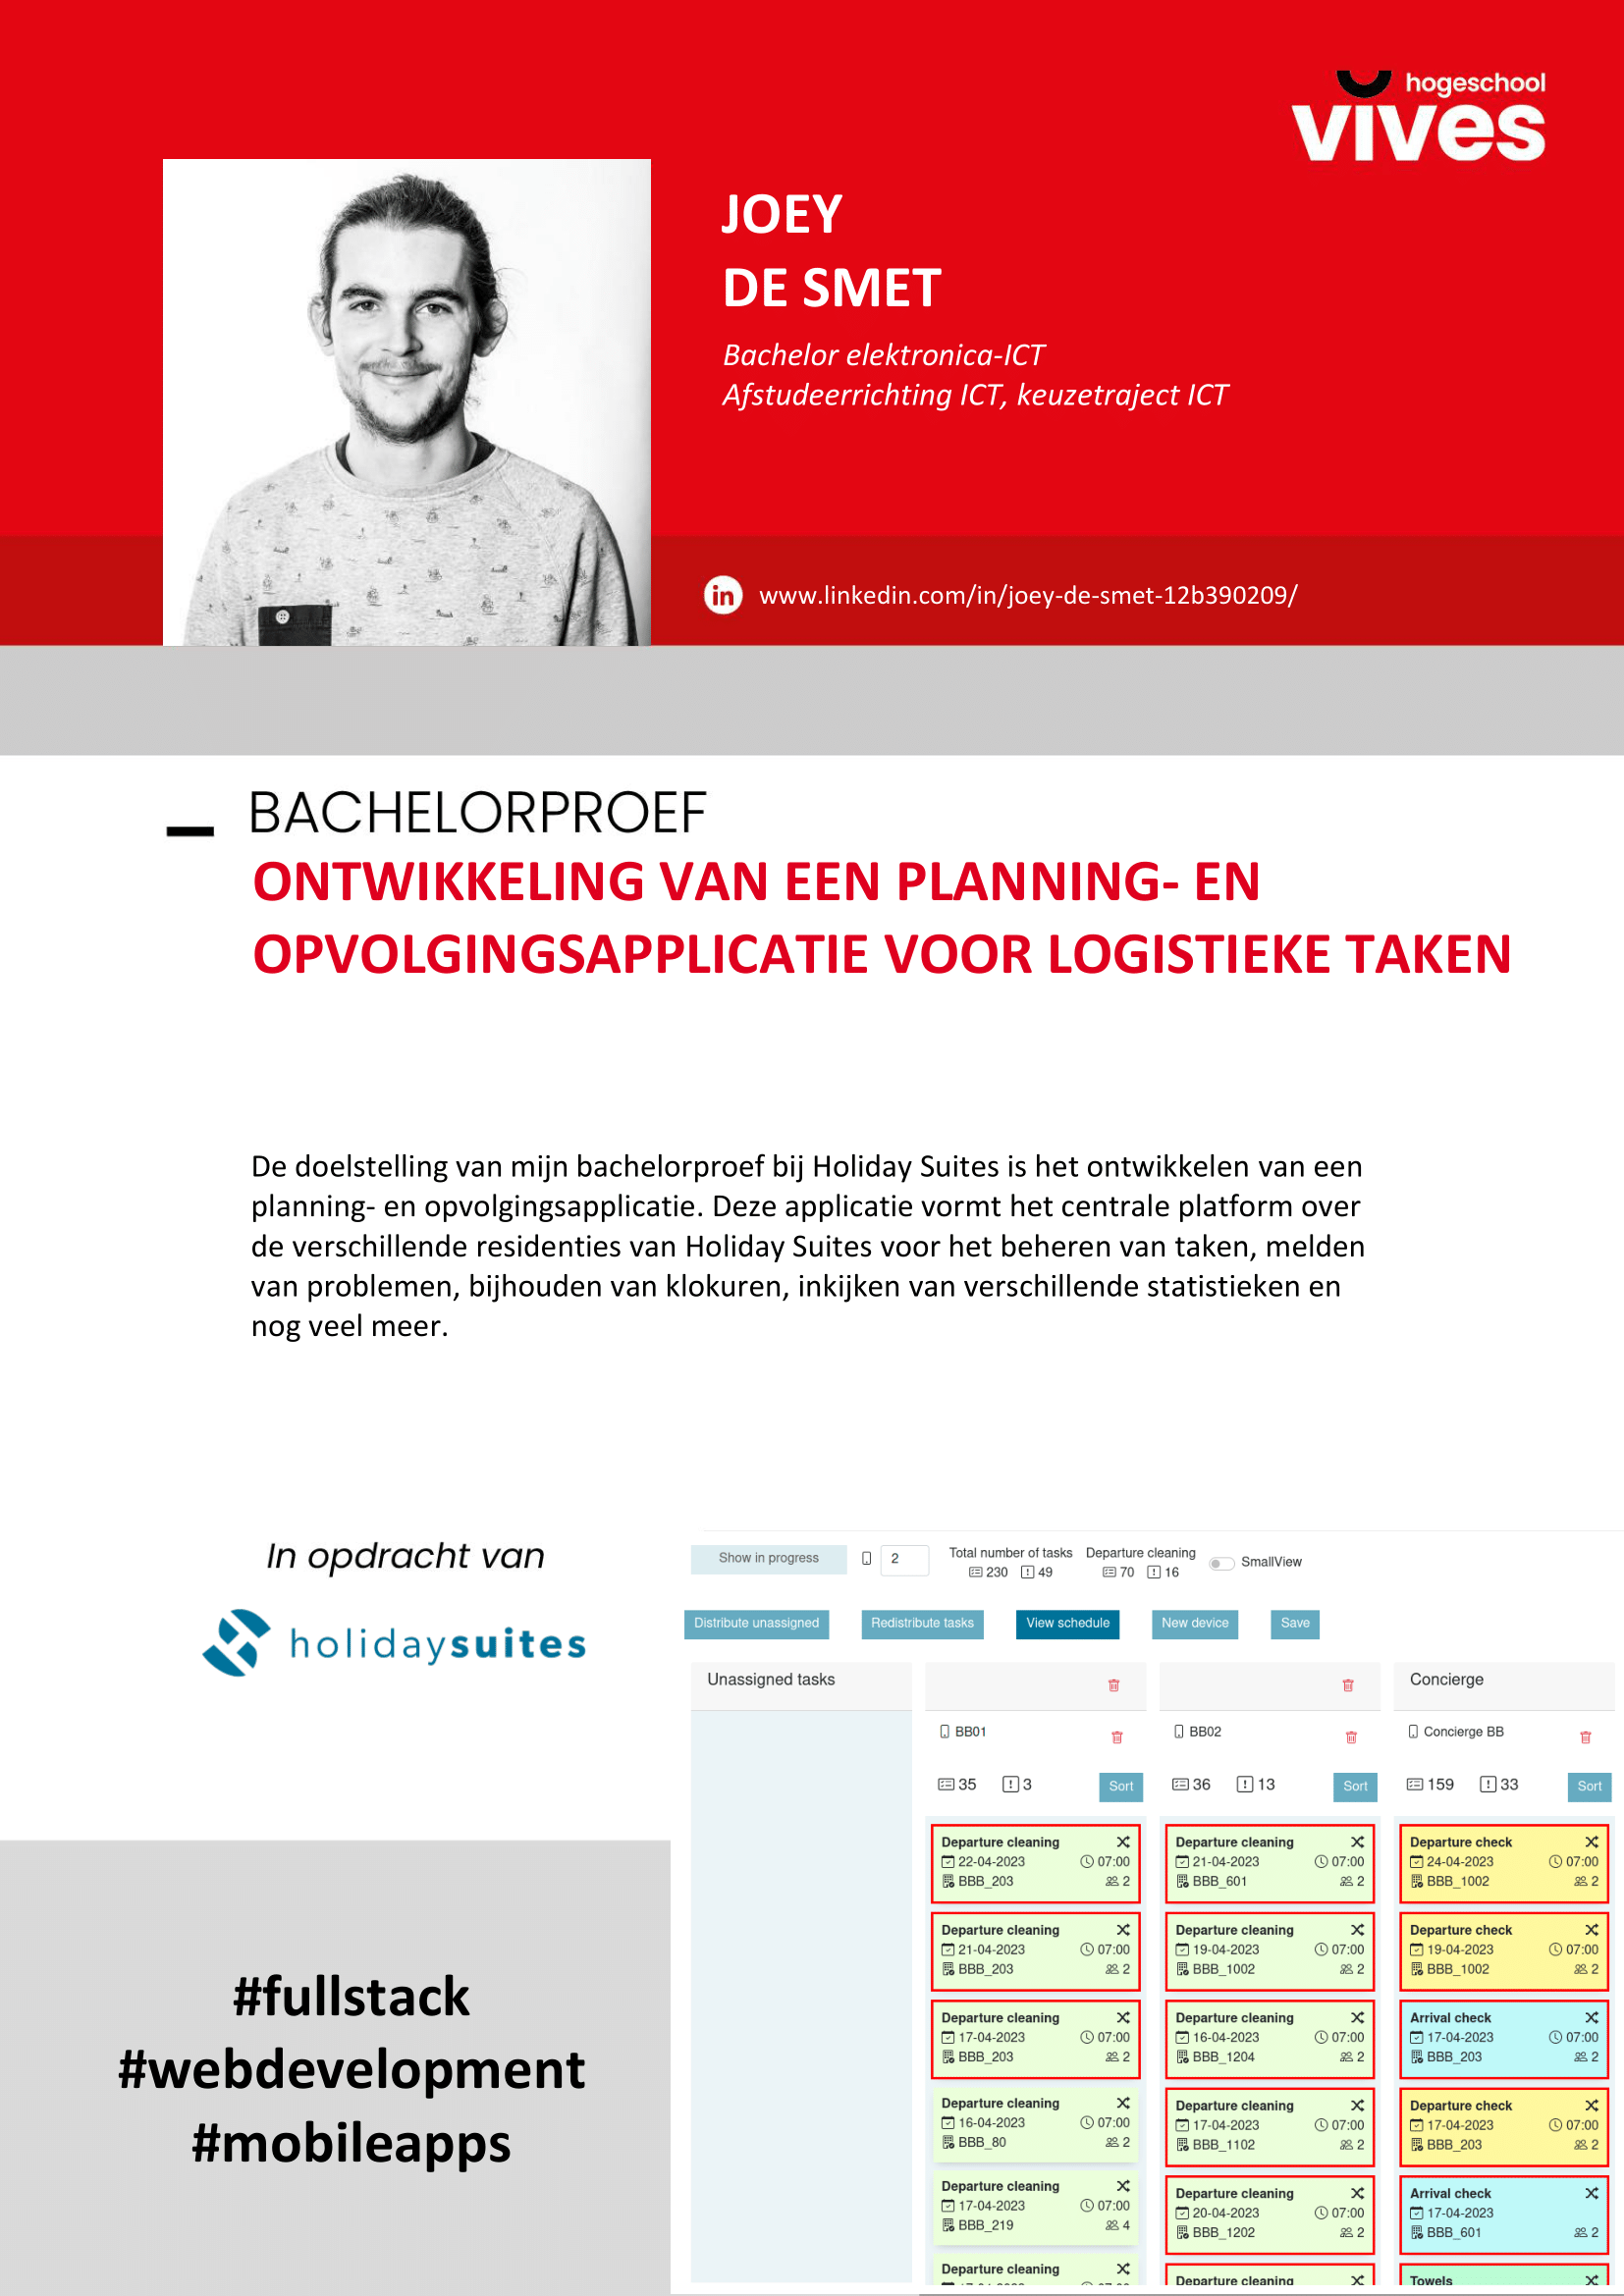 hogeschool
vives
JOEY
DE SMET
Bachelor elektronica-ICT
Afstudeerrichting ICT, keuzetraject ICT
in www.linkedin.com/in/joey-de-smet-12b390209/
BACHELORPROEF
ONTWIKKELING VAN EEN PLANNING- EN
OPVOLGINGSAPPLICATIE VOOR LOGISTIEKE TAKEN
De doelstelling van mijn bachelorproef bij Holiday Suites is het ontwikkelen van een
planning- en opvolgingsapplicatie. Deze applicatie vormt het centrale platform over
de verschillende residenties van Holiday Suites voor het beheren van taken, melden
van problemen, bijhouden van klokuren, inkijken van verschillende statistieken en
nog veel meer.
In opdracht van
holidaysuites
#fullstack
#webdevelopment
#mobileapps
Show in progress 2 Total number of tasks Departure cleaning SmallView
230 49 70 16
Distribute unassigned Redistribute tasks View schedule New device Save
Unassigned tasks
BB01
35 3 Sort
Departure cleaning
22-04-2023 07:00
BBB_203 2
Departure cleaning
21-04-2023 07:00
BBB_203 2
Departure cleaning
17-04-2023 07:00
BBB_203 2
Departure cleaning
16-04-2023 07:00
BBB_80 2
Departure cleaning
17-04-2023 07:00
BBB_219 4
Departure cleaning
BB02
36 13 Sort
Departure cleaning
21-04-2023 07:00
BBB_601 2
Departure cleaning
19-04-2023 07:00
BBB_1002 2
Departure cleaning
16-04-2023 07:00
BBB_1204 2
Departure cleaning
17-04-2023 07:00
BBB_1102 2
Departure cleaning
20-04-2023 07:00
BBB_1202 2
Departure cleaning
Concierge
Concierge BB
159 33 Sort
Departure check
24-04-2023 07:00
BBB_1002 2
Departure check
19-04-2023 07:00
BBB_1002 2
Arrival check
17-04-2023 07:00
BBB_203 2
Departure check
17-04-2023 07:00
BBB_203 2
Arrival check
17-04-2023
BBB_601 2
Towels